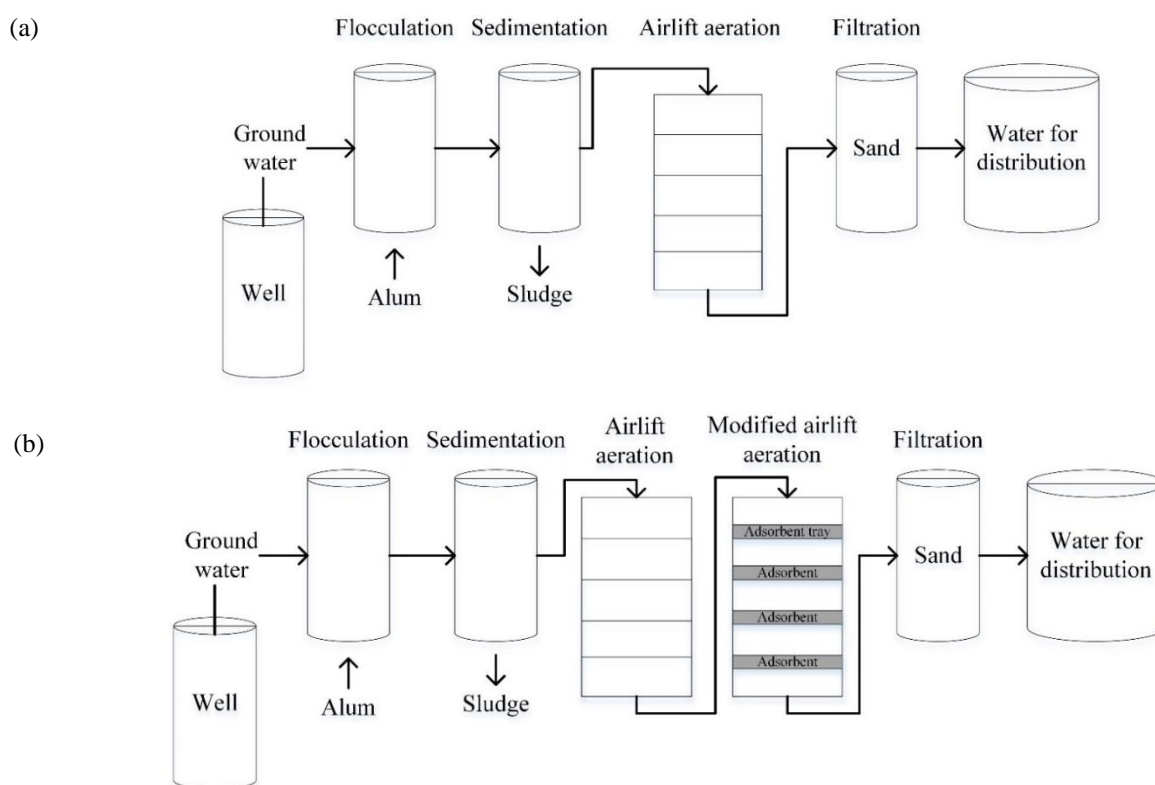 (a)
Flocculation Sedimentation Airlift aeration Filtration
Ground
water
Well
Alum
Sludge
Sand
Water for
distribution
(b)
Flocculation Sedimentation
Airlift
aeration
Modified airlift
aeration
Filtration
Ground
water
Well
Alum
Sludge
Adsorbent tray
Adsorbent
Adsorbent
Adsorbent
Sand
Water for
distribution